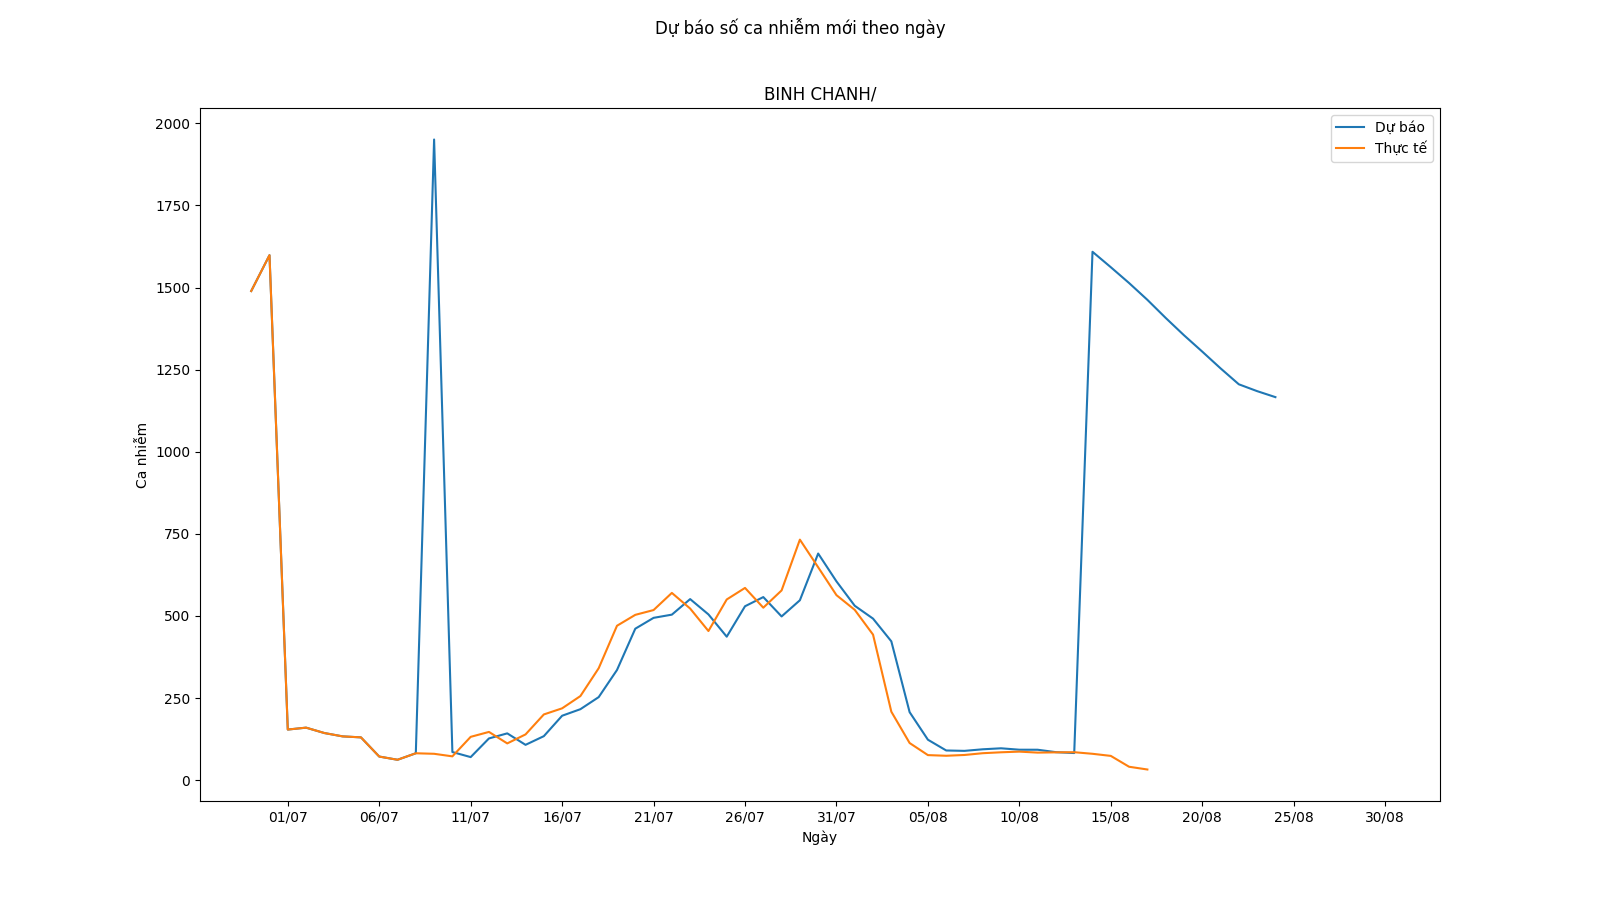 Dự báo số ca nhiễm mới theo ngày
BINH CHANH/
Dự báo
Thực tế
2000
1750
1500
1250
1000
750
500
250
0
Ca nhiễm
01/07 06/07 11/07 16/07 21/07 26/07 31/07 05/08 10/08 15/08 20/08 25/08 30/08
Ngày